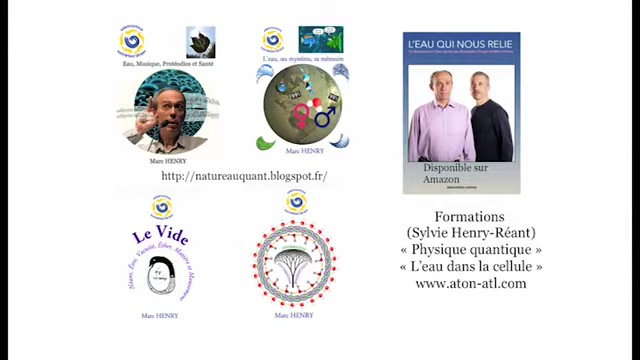 Eau, Musique, Protéodies et Santé
Marc HENRY
L'eau, ses mystères, sa mémoire
Marc HENRY
http://natureauquant.blogspot.fr/
Le Vide
Marc HENRY
Marc HENRY
L'EAU QUI NOUS RELIE
Disponible sur
Amazon
Formations
(Sylvie Henry-Réant)
« Physique quantique »
« L'eau dans la cellule »
www.aton-atl.com